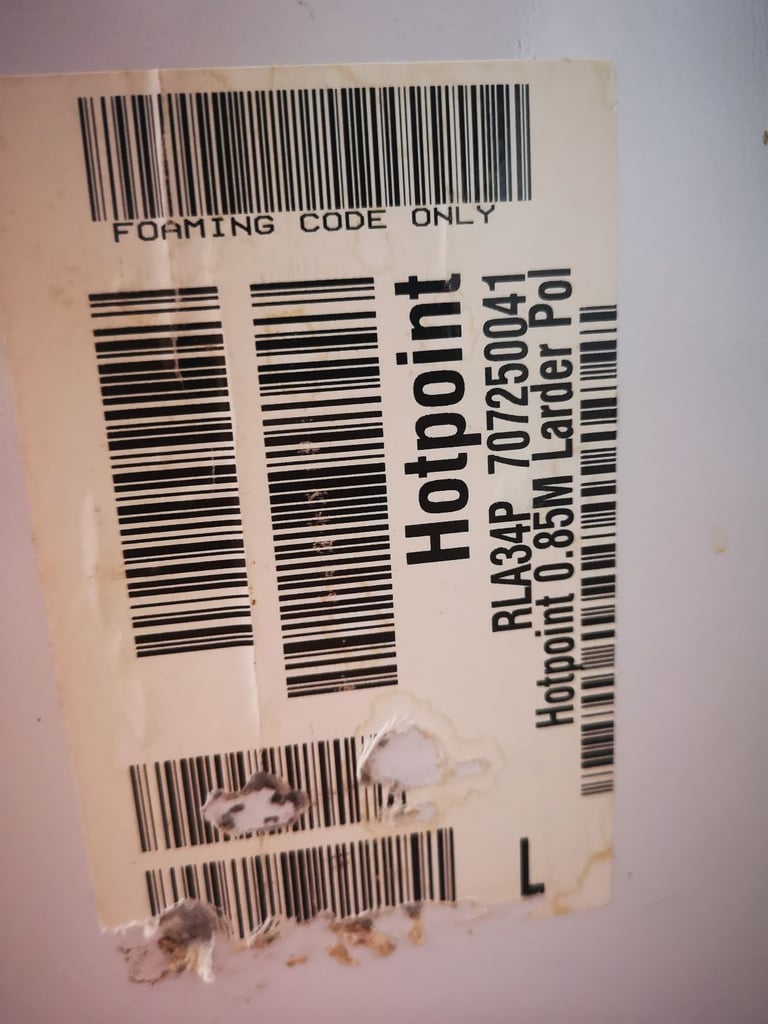 FOAMING CODE ONLY
Hotpoint
RLA34P 707250041
Hotpoint 0.85M Larder Pol
L